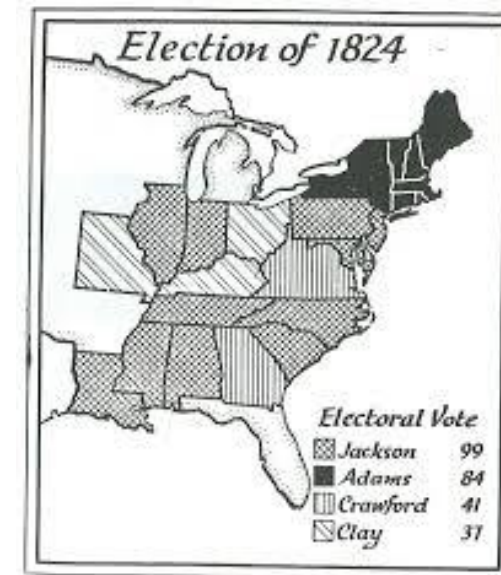 Election of 1824
Electoral Vote
Jackson 99
Adams 84
Crawford 41
Clay 37